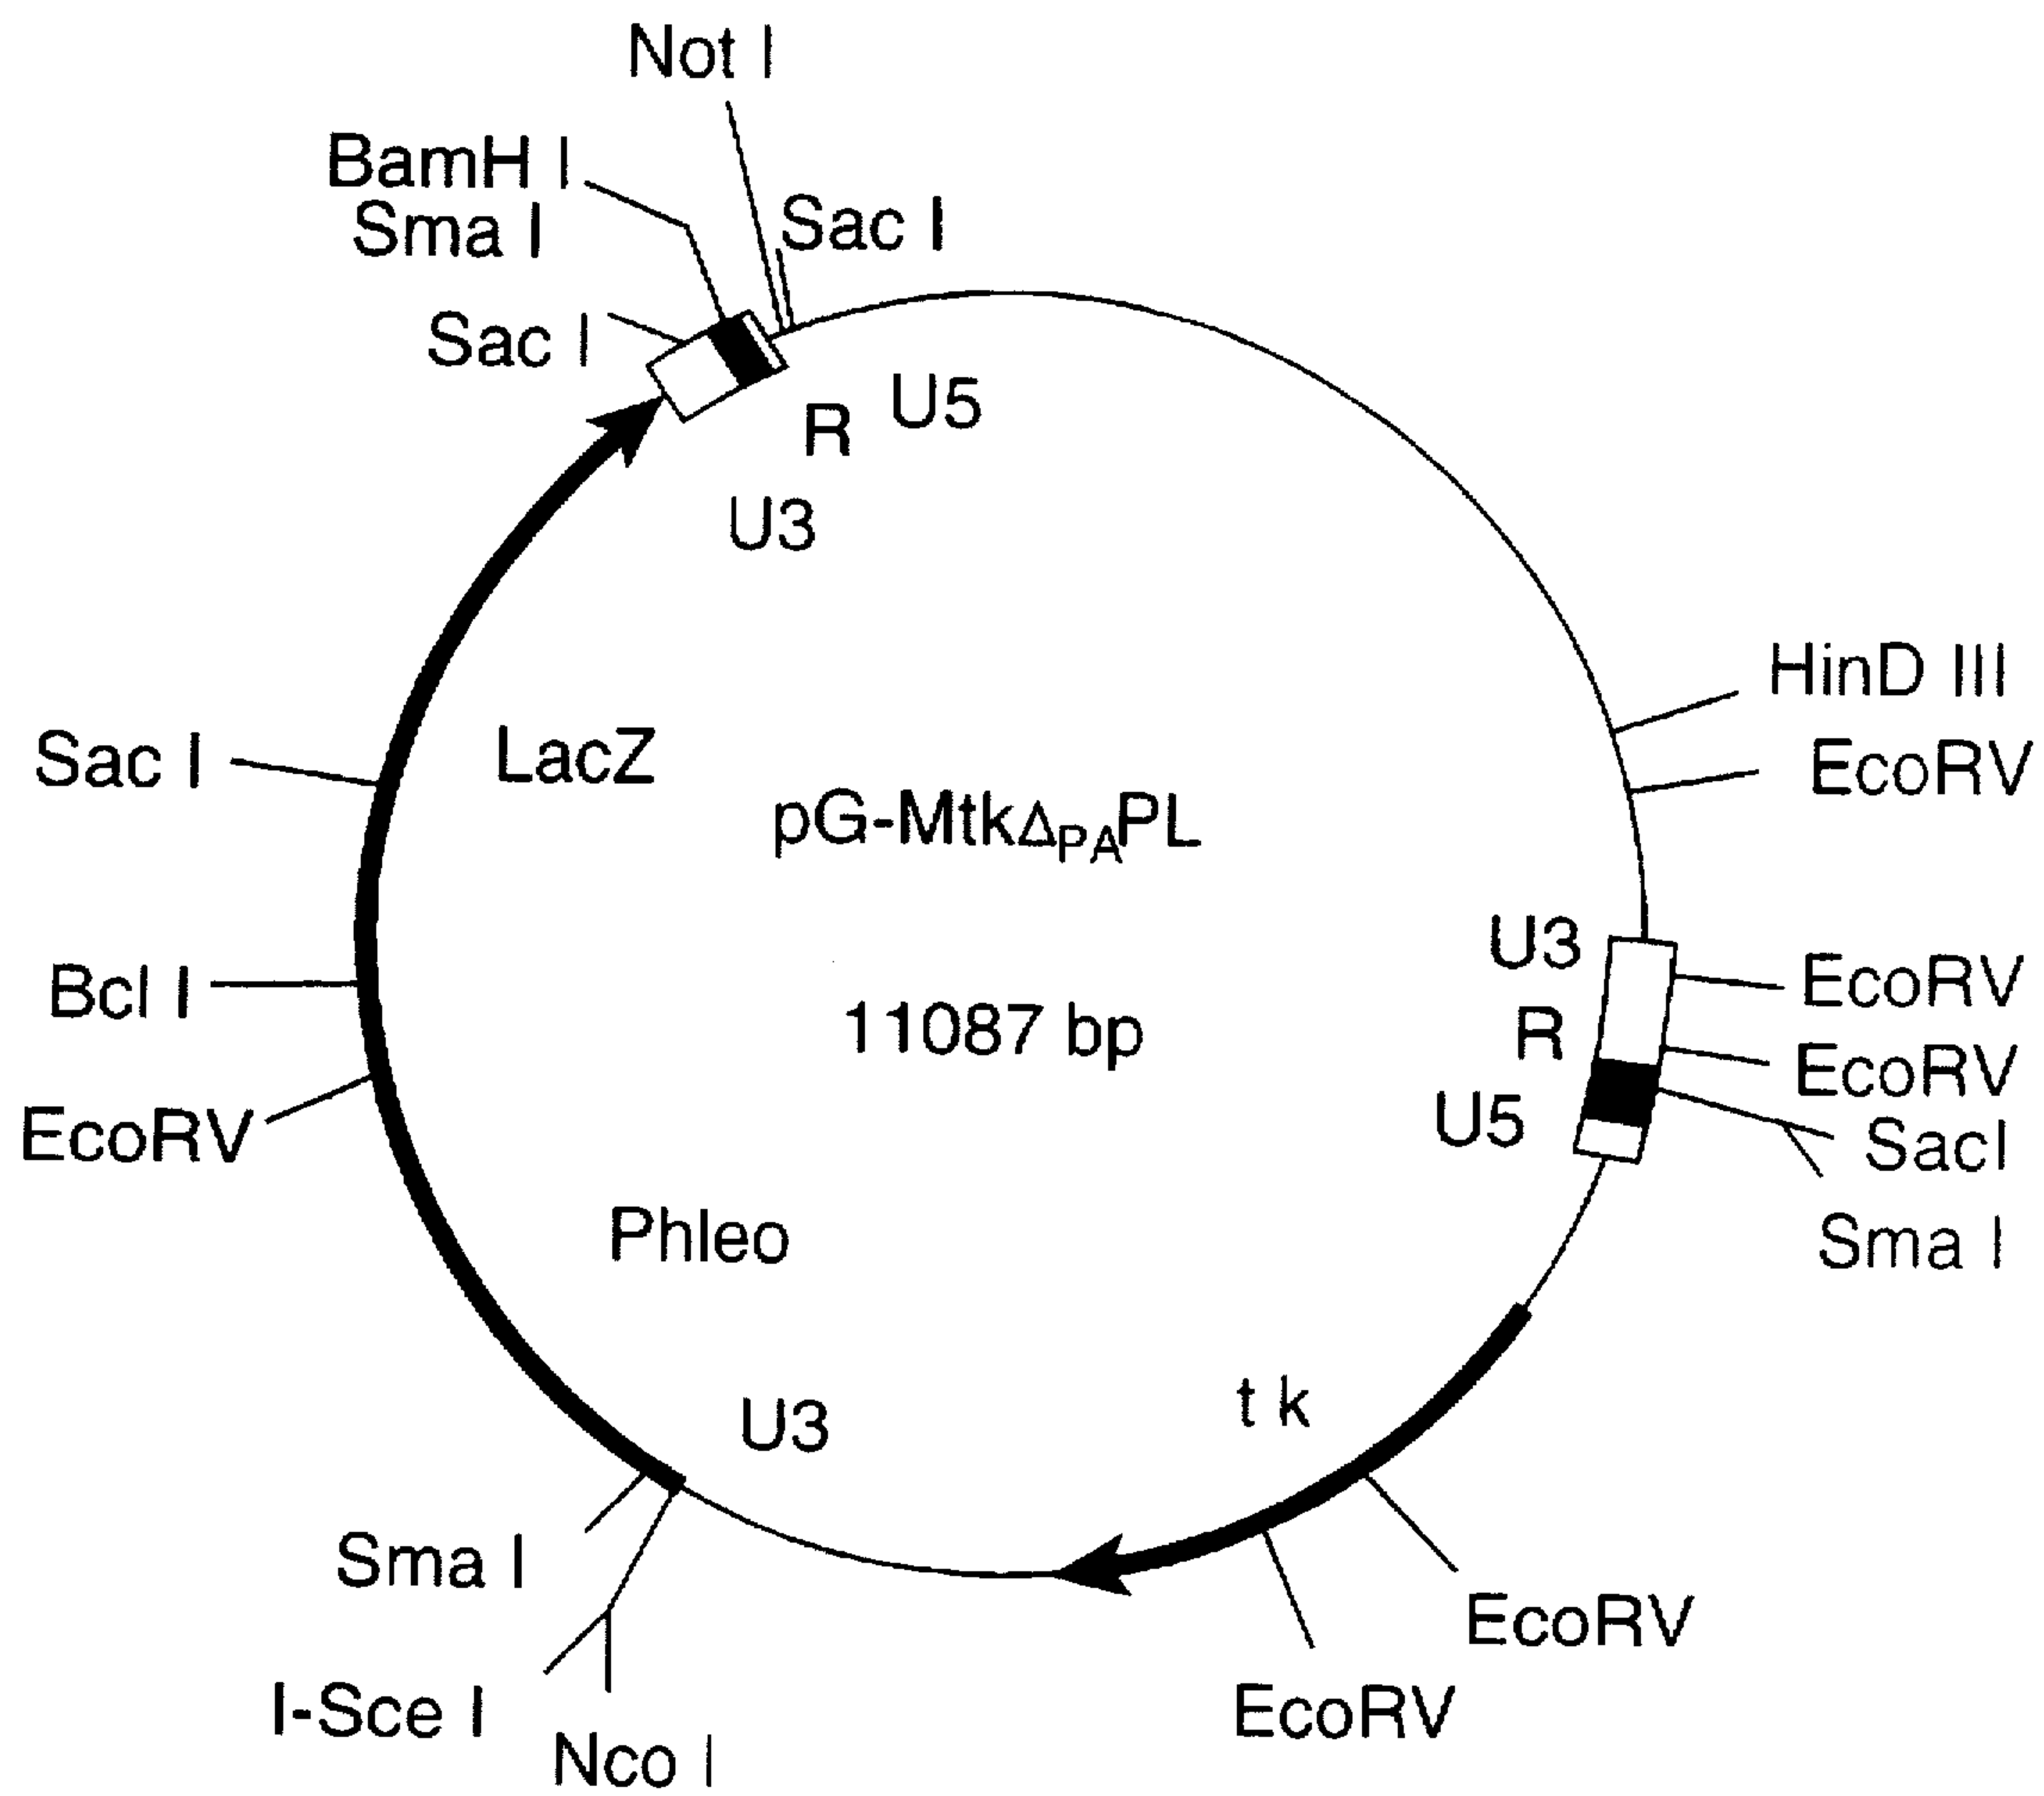 Not I
BamH I
Sma I
Sac I
Sac I
U5
R
U3
HinD III
EcoRV
Sac I
LacZ
pG-MtkΔPAPL
U3
EcoRV
Bcl I
11087 bp
R
EcoRV
EcoRV
U5
SacI
Phleo
Sma I
t k
U3
Sma I
EcoRV
I-Sce I
EcoRV
Nco I